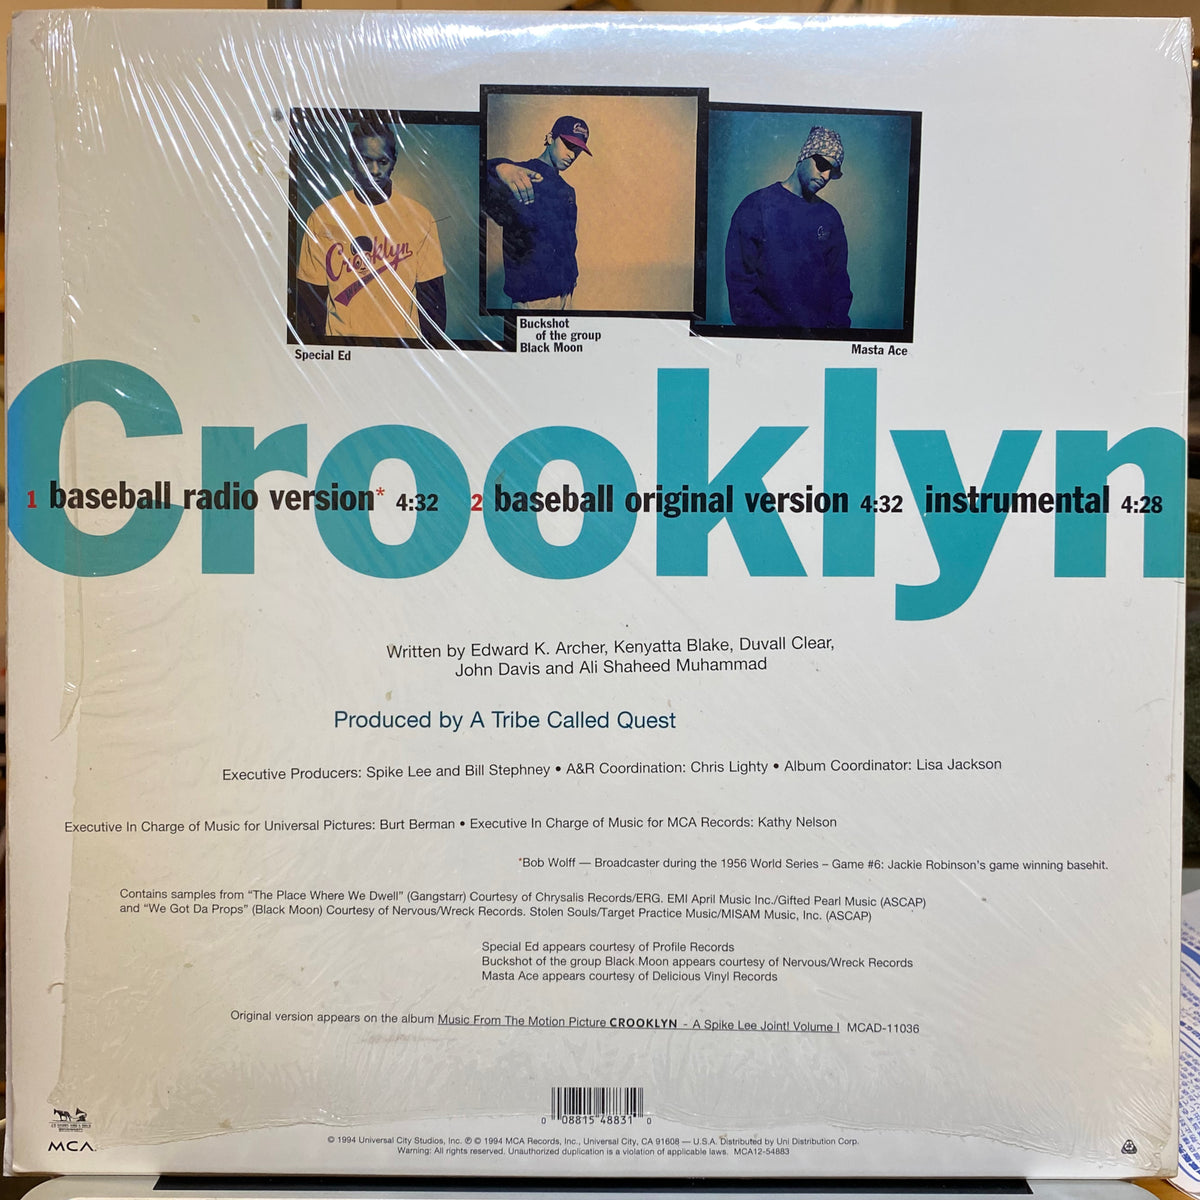 Crooklyn
Special Ed
Buckshot
of the group
Black Moon
Masta Ace
Crooklyn
1 baseball radio version* 4:32 2 baseball original version 4:32 instrumental 4:28
Written by Edward K. Archer, Kenyatta Blake, Duvall Clear,
John Davis and Ali Shaheed Muhammad
Produced by A Tribe Called Quest
Executive Producers: Spike Lee and Bill Stephney • A&R Coordination: Chris Lighty • Album Coordinator: Lisa Jackson
Executive In Charge of Music for Universal Pictures: Burt Berman • Executive In Charge of Music for MCA Records: Kathy Nelson
*Bob Wolff — Broadcaster during the 1956 World Series – Game #6: Jackie Robinson's game winning basehit.
Contains samples from “The Place Where We Dwell” (Gangstarr) Courtesy of Chrysalis Records/ERG. EMI April Music Inc./Gifted Pearl Music (ASCAP)
and “We Got Da Props” (Black Moon) Courtesy of Nervous/Wreck Records. Stolen Souls/Target Practice Music/MISAM Music, Inc. (ASCAP)
Special Ed appears courtesy of Profile Records
Buckshot of the group Black Moon appears courtesy of Nervous/Wreck Records
Masta Ace appears courtesy of Delicious Vinyl Records
Original version appears on the album Music From The Motion Picture CROOKLYN - A Spike Lee Joint! Volume I MCAD-11036
0 08815 48831 0
MCA.
© 1994 Universal City Studios, Inc. ℗ © 1994 MCA Records, Inc., Universal City, CA 91608 — U.S.A. Distributed by Uni Distribution Corp.
Warning: All rights reserved. Unauthorized duplication is a violation of applicable laws. MCA12-54883